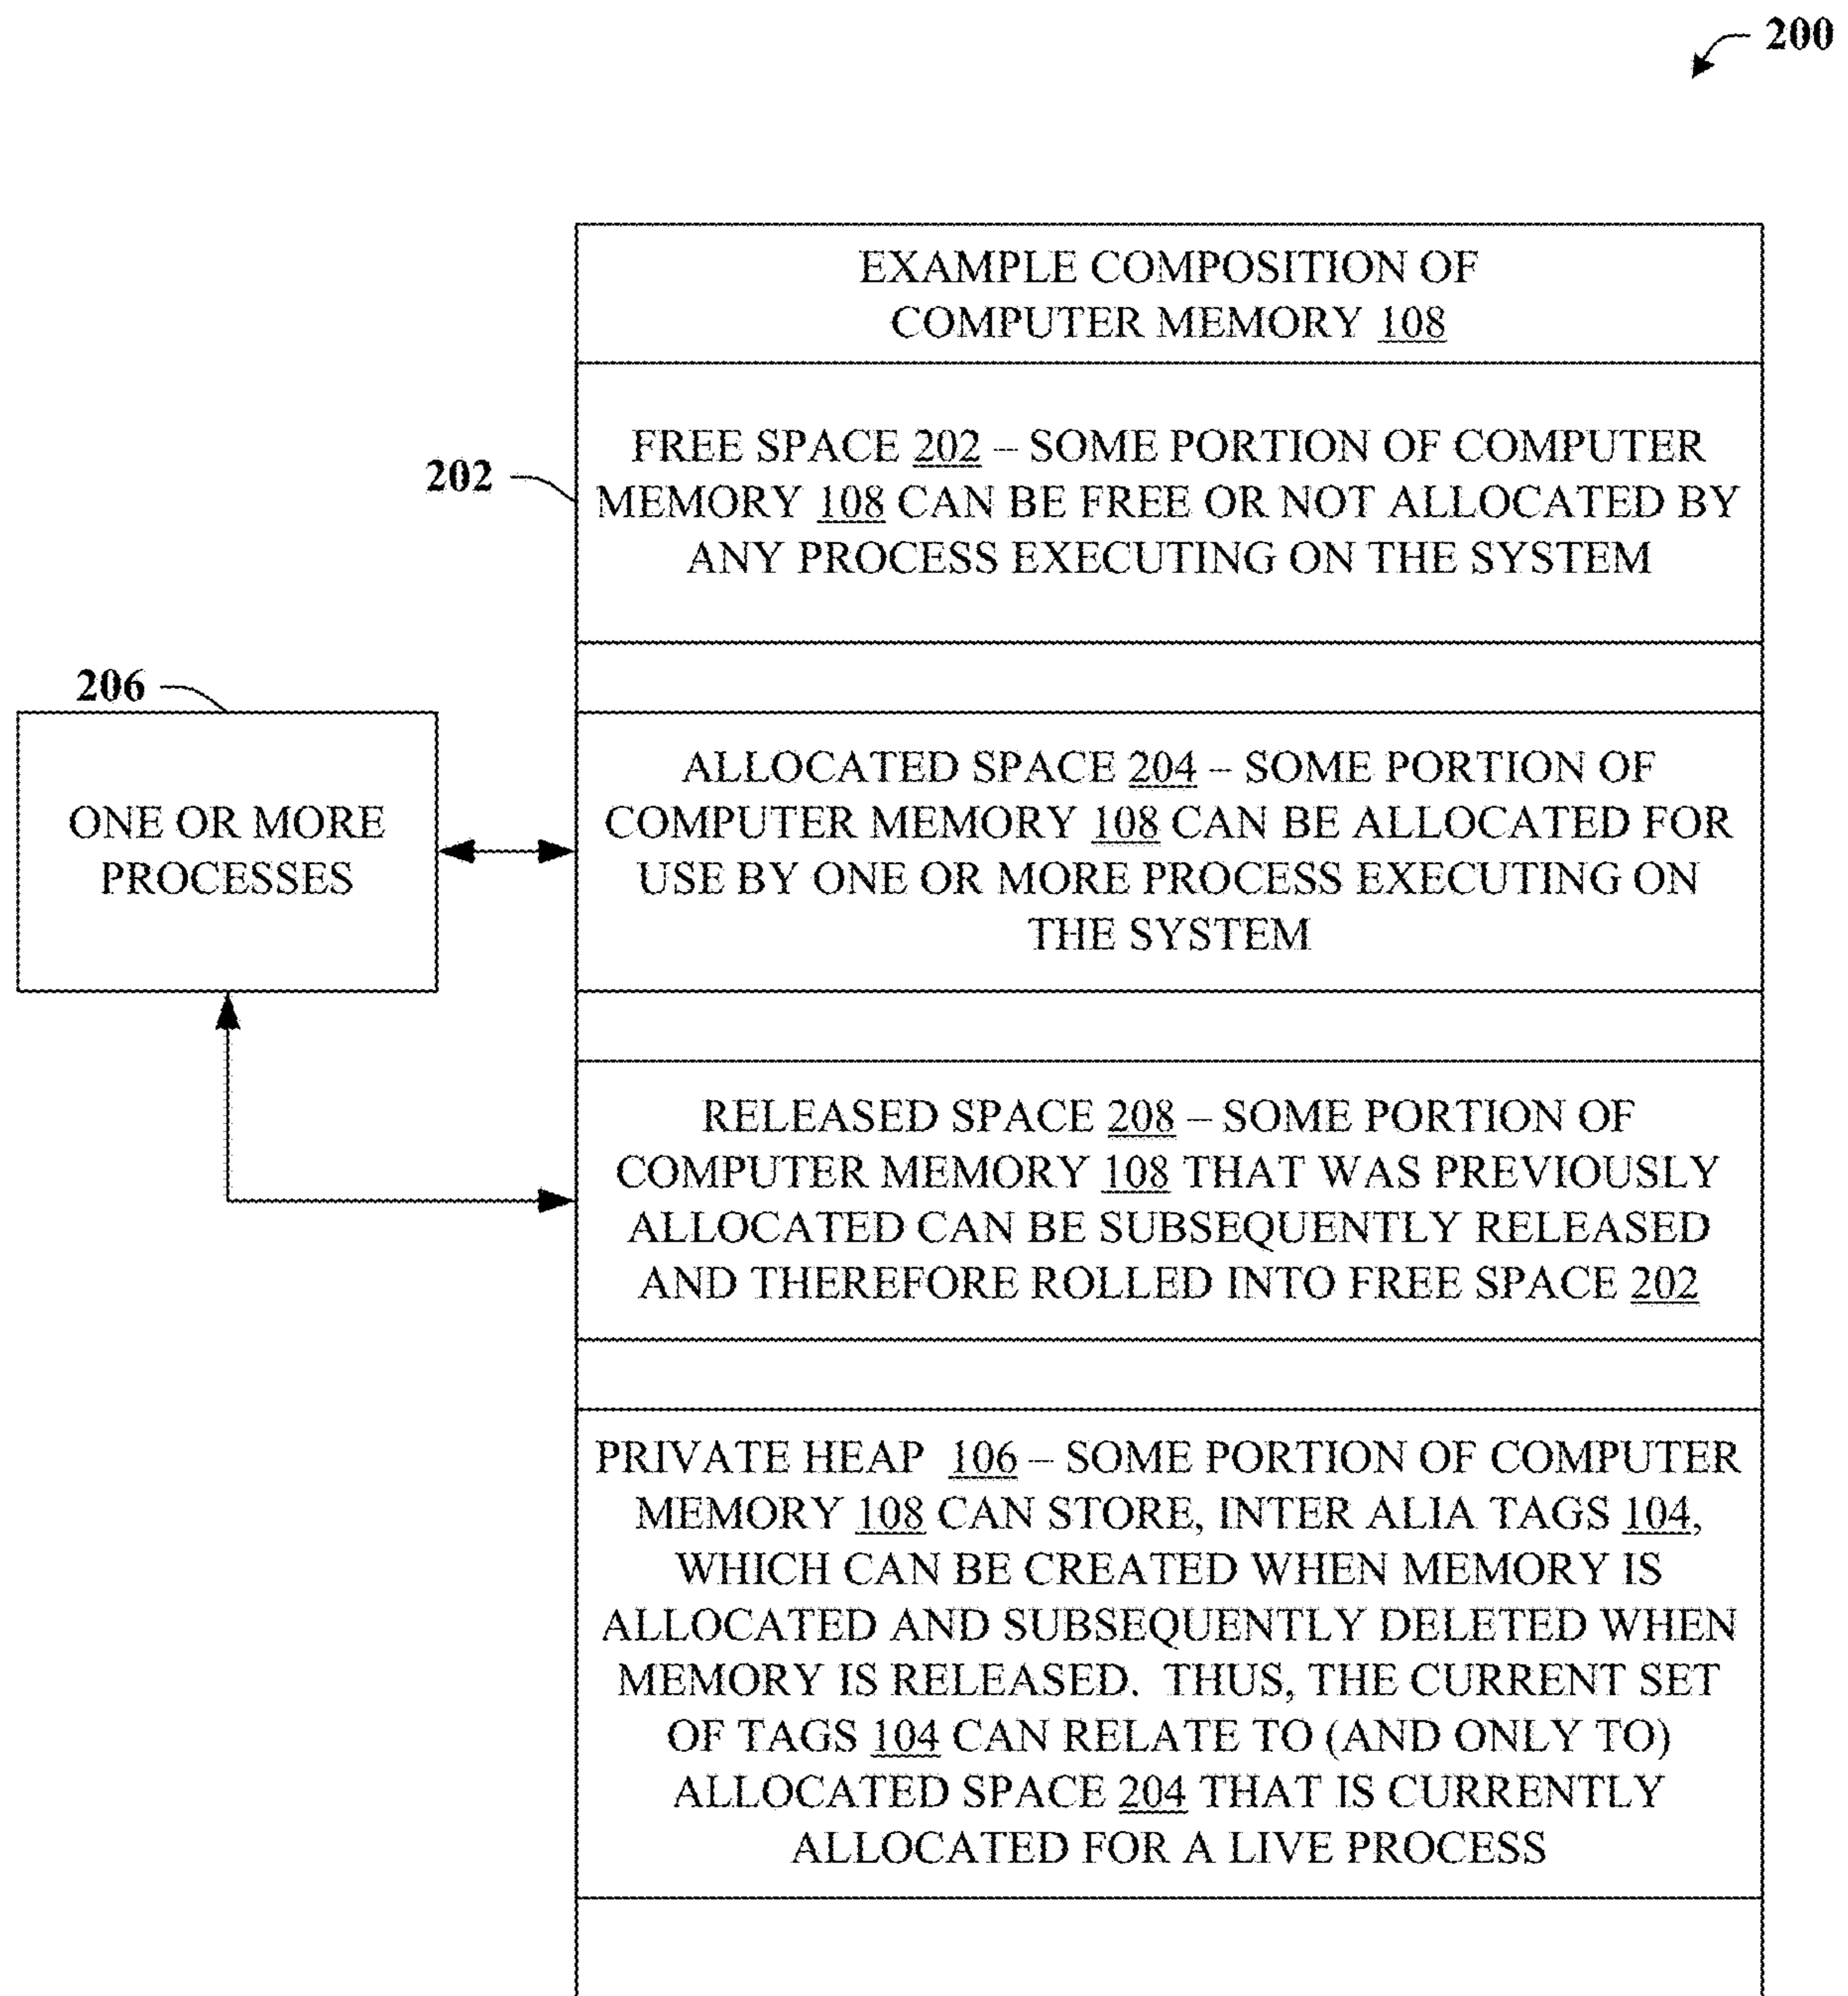 200
EXAMPLE COMPOSITION OF
COMPUTER MEMORY 108
202
FREE SPACE 202 – SOME PORTION OF COMPUTER
MEMORY 108 CAN BE FREE OR NOT ALLOCATED BY
ANY PROCESS EXECUTING ON THE SYSTEM
206
ONE OR MORE
PROCESSES
ALLOCATED SPACE 204 – SOME PORTION OF
COMPUTER MEMORY 108 CAN BE ALLOCATED FOR
USE BY ONE OR MORE PROCESS EXECUTING ON
THE SYSTEM
RELEASED SPACE 208 – SOME PORTION OF
COMPUTER MEMORY 108 THAT WAS PREVIOUSLY
ALLOCATED CAN BE SUBSEQUENTLY RELEASED
AND THEREFORE ROLLED INTO FREE SPACE 202
PRIVATE HEAP 106 – SOME PORTION OF COMPUTER
MEMORY 108 CAN STORE, INTER ALIA TAGS 104,
WHICH CAN BE CREATED WHEN MEMORY IS
ALLOCATED AND SUBSEQUENTLY DELETED WHEN
MEMORY IS RELEASED. THUS, THE CURRENT SET
OF TAGS 104 CAN RELATE TO (AND ONLY TO)
ALLOCATED SPACE 204 THAT IS CURRENTLY
ALLOCATED FOR A LIVE PROCESS